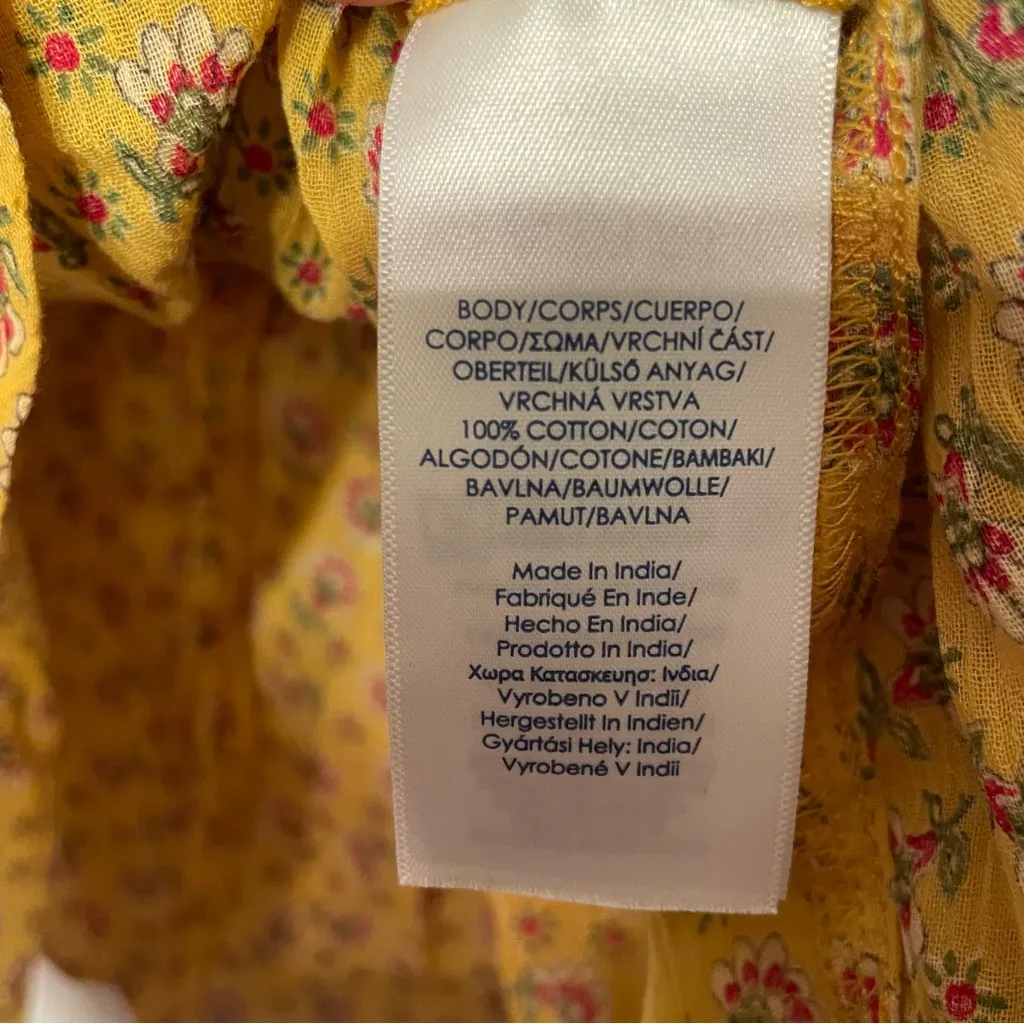 BODY/CORPS/CUERPO/
CORPO/ΣΩΜΑ/VRCHNÍ ČÁST/
OBERTEIL/KÜLSŐ ANYAG/
VRCHNÁ VRSTVA
100% COTTON/COTON/
ALGODÓN/COTONE/ΒΑΜΒΑΚΙ/
BAVLNA/BAUMWOLLE/
PAMUT/BAVLNA
Made In India/
Fabriqué En Inde/
Hecho En India/
Prodotto In India/
Χωρα Κατασκευησ: Ινδια/
Vyrobeno V Indii/
Hergestellt In Indien/
Gyártási Hely: India/
Vyrobené V Indii